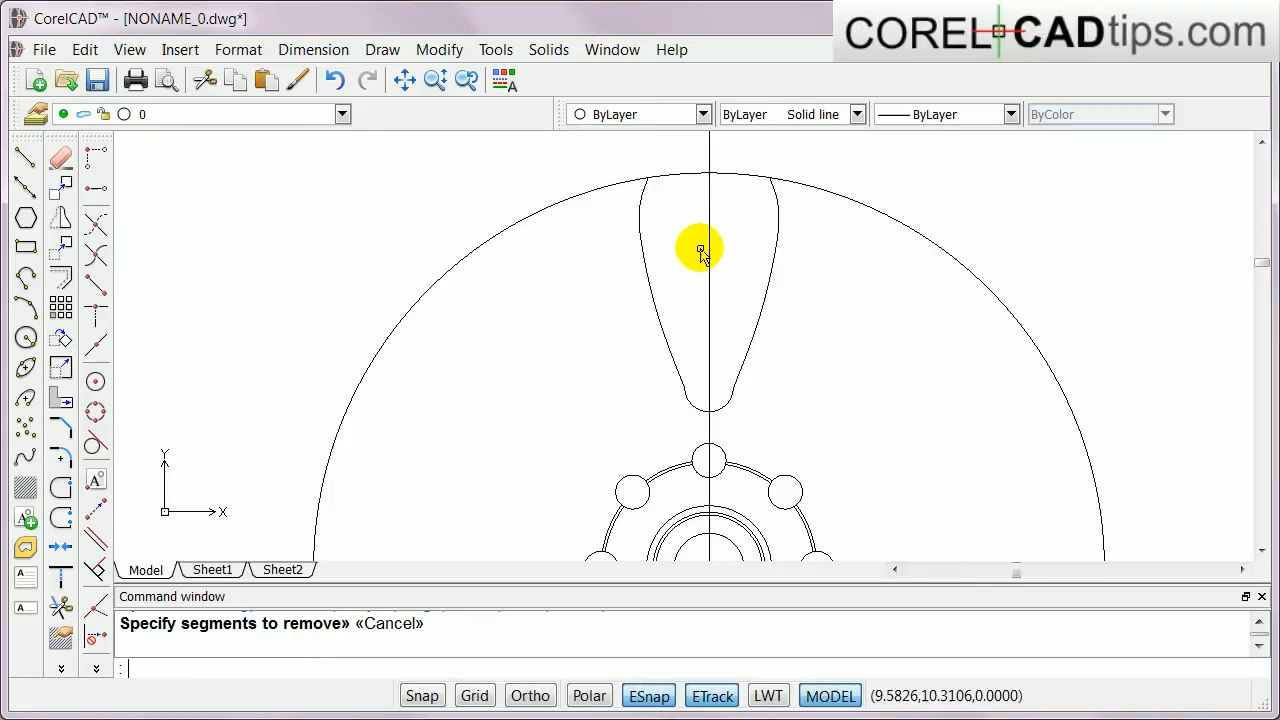 CorelCAD™ - [NONAME_0.dwg*]
COREL CADtips.com
File Edit View Insert Format Dimension Draw Modify Tools Solids Window Help
0 ByLayer ByLayer Solid line ByLayer ByColor
Y
X
Model Sheet1 Sheet2
Command window
Specify segments to remove» «Cancel»
:
Snap Grid Ortho Polar ESnap ETrack LWT MODEL (9.5826,10.3106,0.0000)